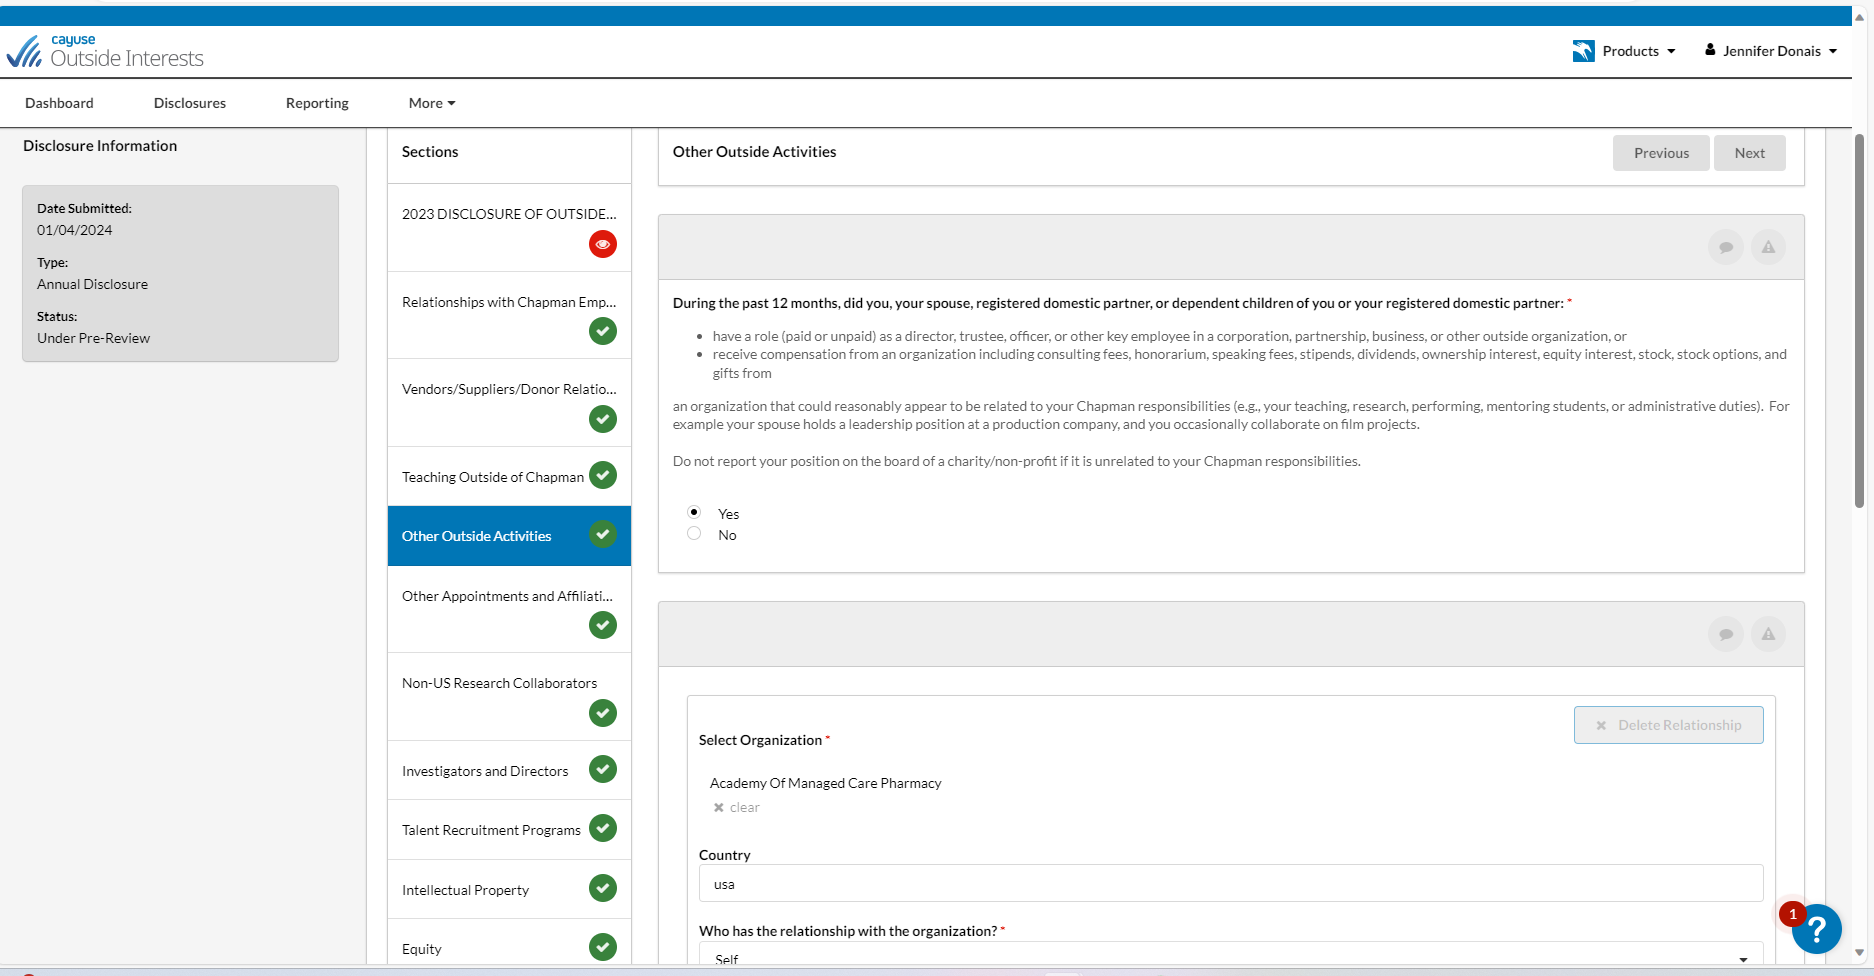 cayuse
Outside Interests
Products
Jennifer Donais
Dashboard
Disclosures
Reporting
More
Disclosure Information
Date Submitted:
01/04/2024
Type:
Annual Disclosure
Status:
Under Pre-Review
Sections
2023 DISCLOSURE OF OUTSIDE...
Relationships with Chapman Emp...
Vendors/Suppliers/Donor Relatio...
Teaching Outside of Chapman
Other Outside Activities
Other Appointments and Affiliati...
Non-US Research Collaborators
Investigators and Directors
Talent Recruitment Programs
Intellectual Property
Equity
Other Outside Activities
Previous
Next
During the past 12 months, did you, your spouse, registered domestic partner, or dependent children of you or your registered domestic partner: *
• have a role (paid or unpaid) as a director, trustee, officer, or other key employee in a corporation, partnership, business, or other outside organization, or
• receive compensation from an organization including consulting fees, honorarium, speaking fees, stipends, dividends, ownership interest, equity interest, stock, stock options, and
gifts from
an organization that could reasonably appear to be related to your Chapman responsibilities (e.g., your teaching, research, performing, mentoring students, or administrative duties). For
example your spouse holds a leadership position at a production company, and you occasionally collaborate on film projects.
Do not report your position on the board of a charity/non-profit if it is unrelated to your Chapman responsibilities.
Yes
No
Delete Relationship
Select Organization *
Academy Of Managed Care Pharmacy
clear
Country
usa
Who has the relationship with the organization? *
Self
1
?